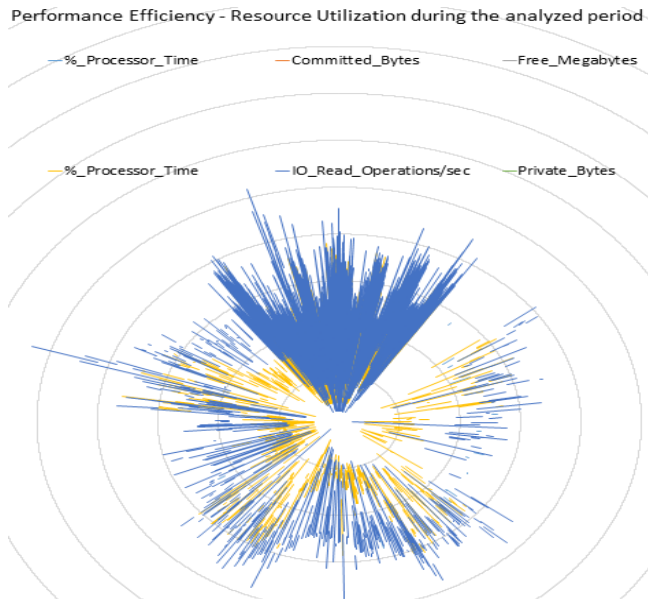 Performance Efficiency - Resource Utilization during the analyzed period
%_Processor_Time Committed_Bytes Free_Megabytes
%_Processor_Time IO_Read_Operations/sec Private_Bytes